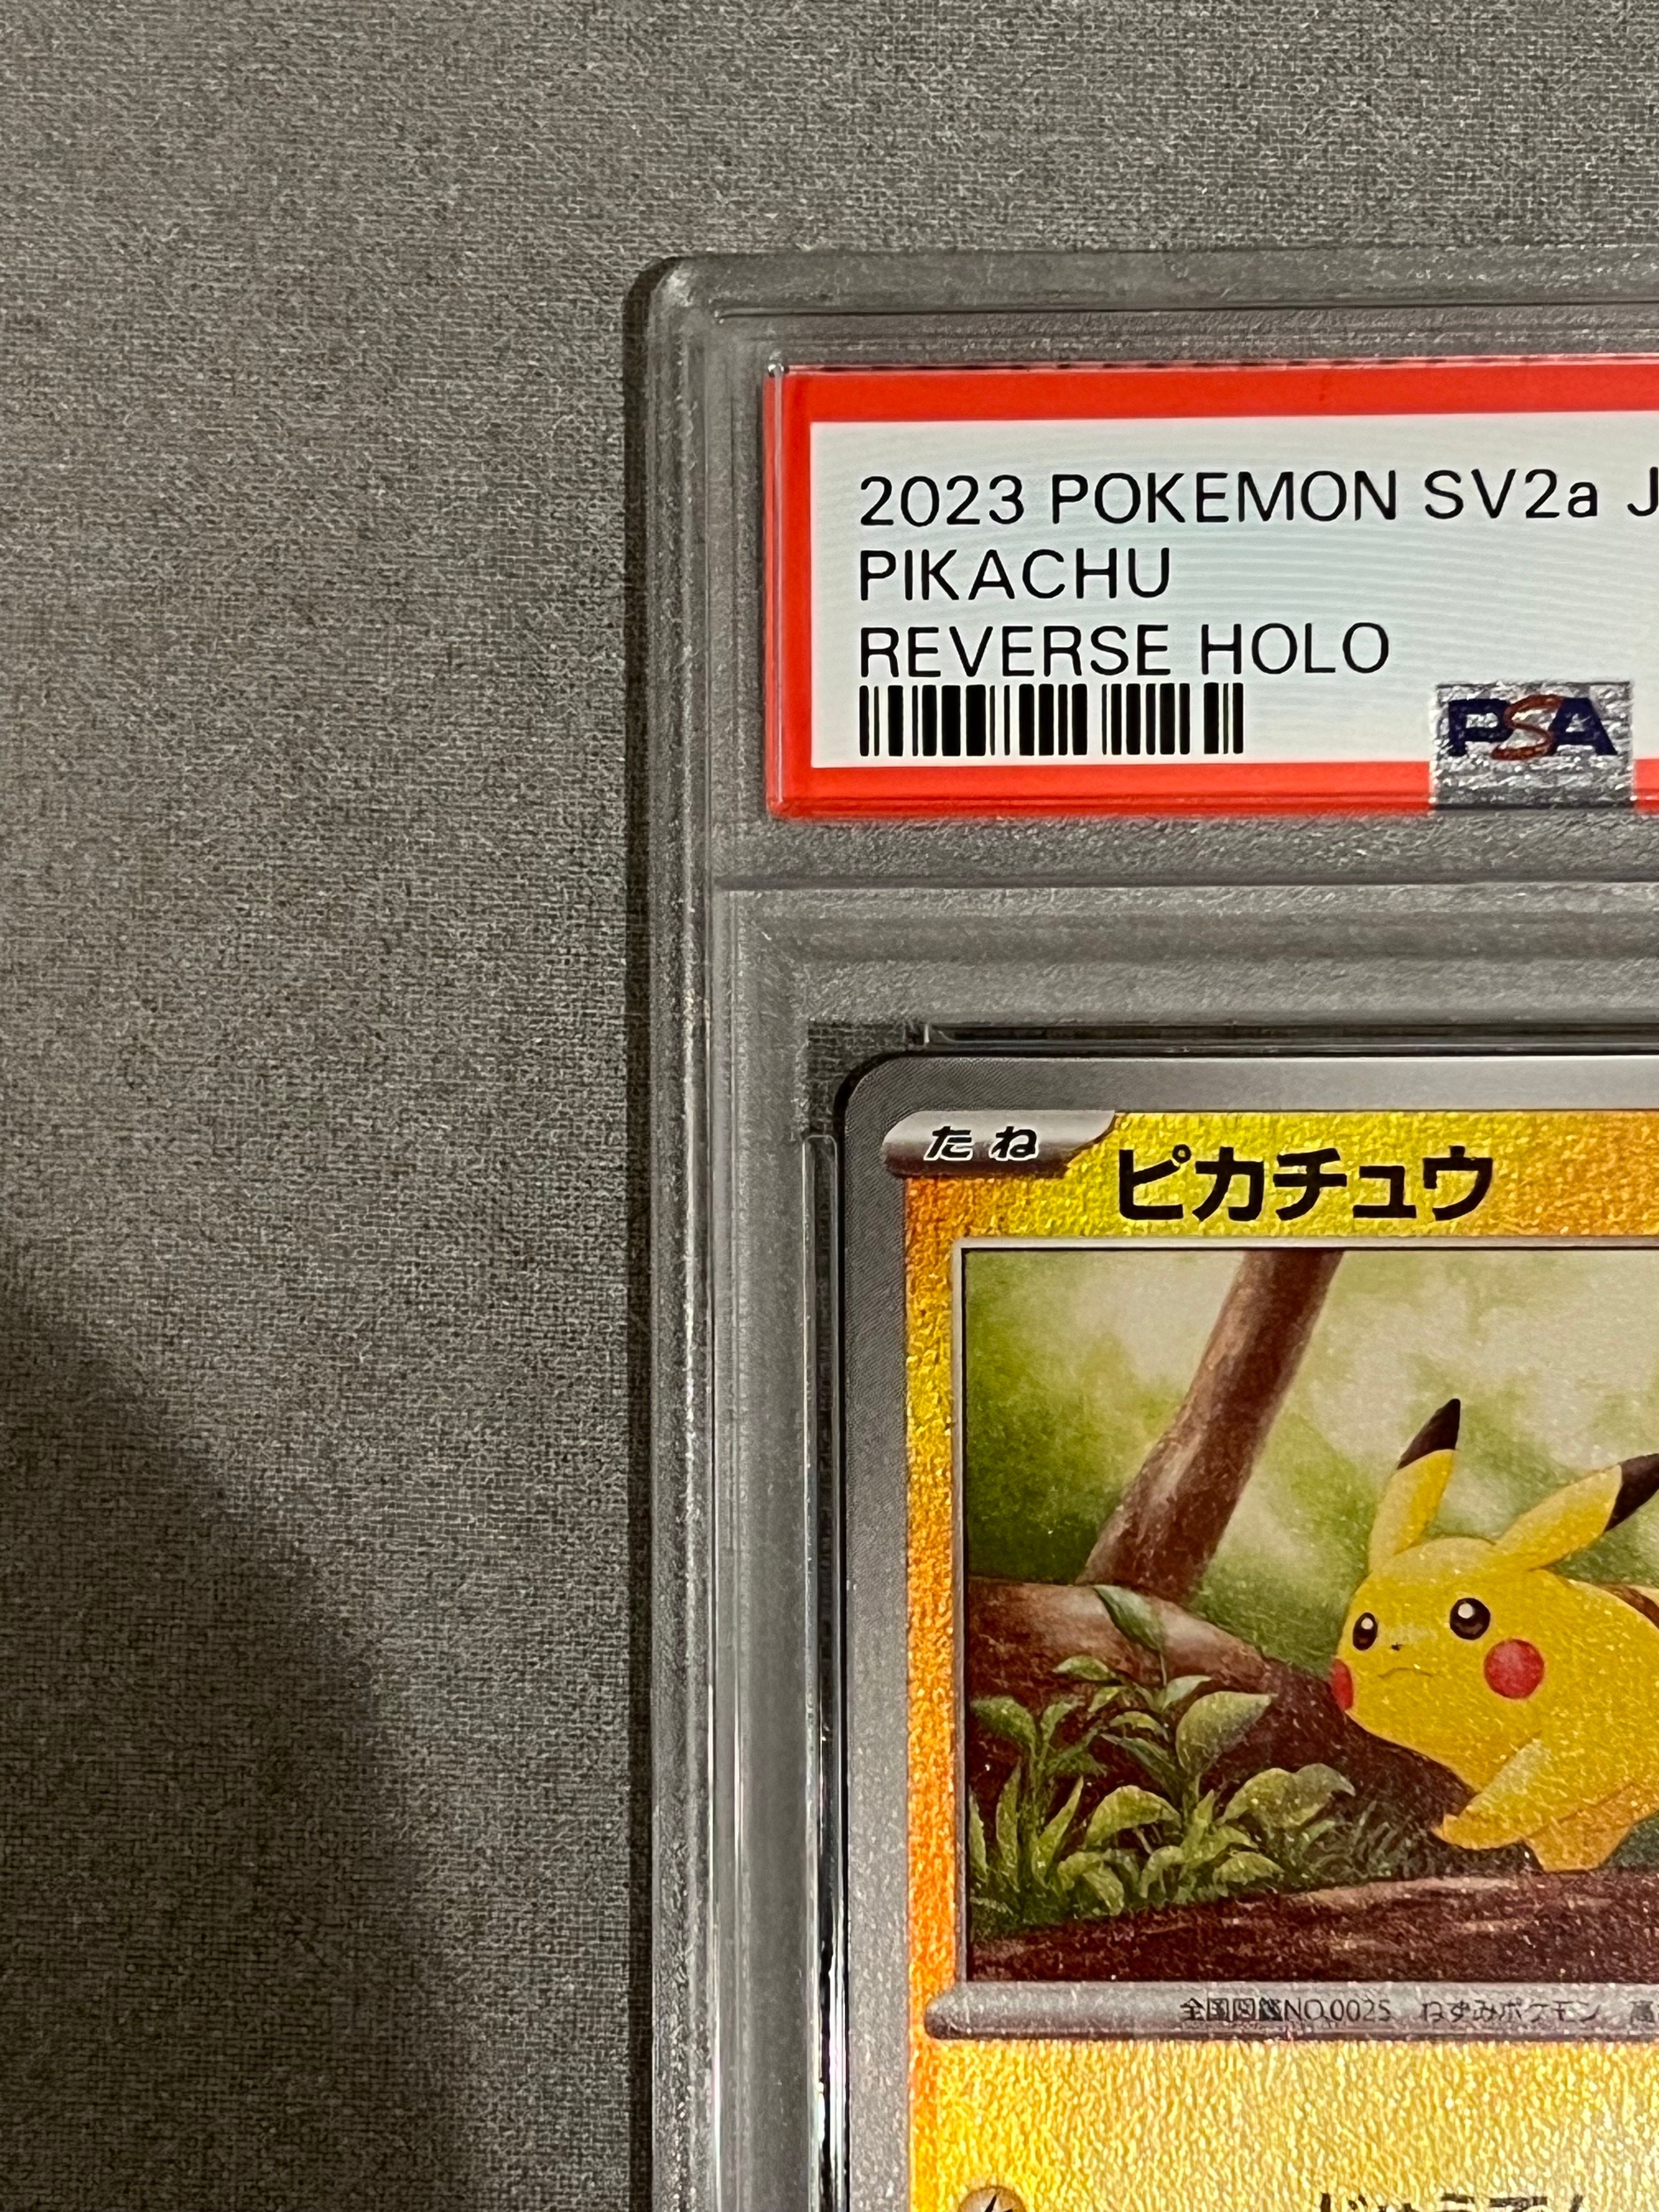 2023 POKEMON SV2a J
PIKACHU
REVERSE HOLO
PSA
たね ピカチュウ
全国図鑑NO.0025 ねずみポケモン 高